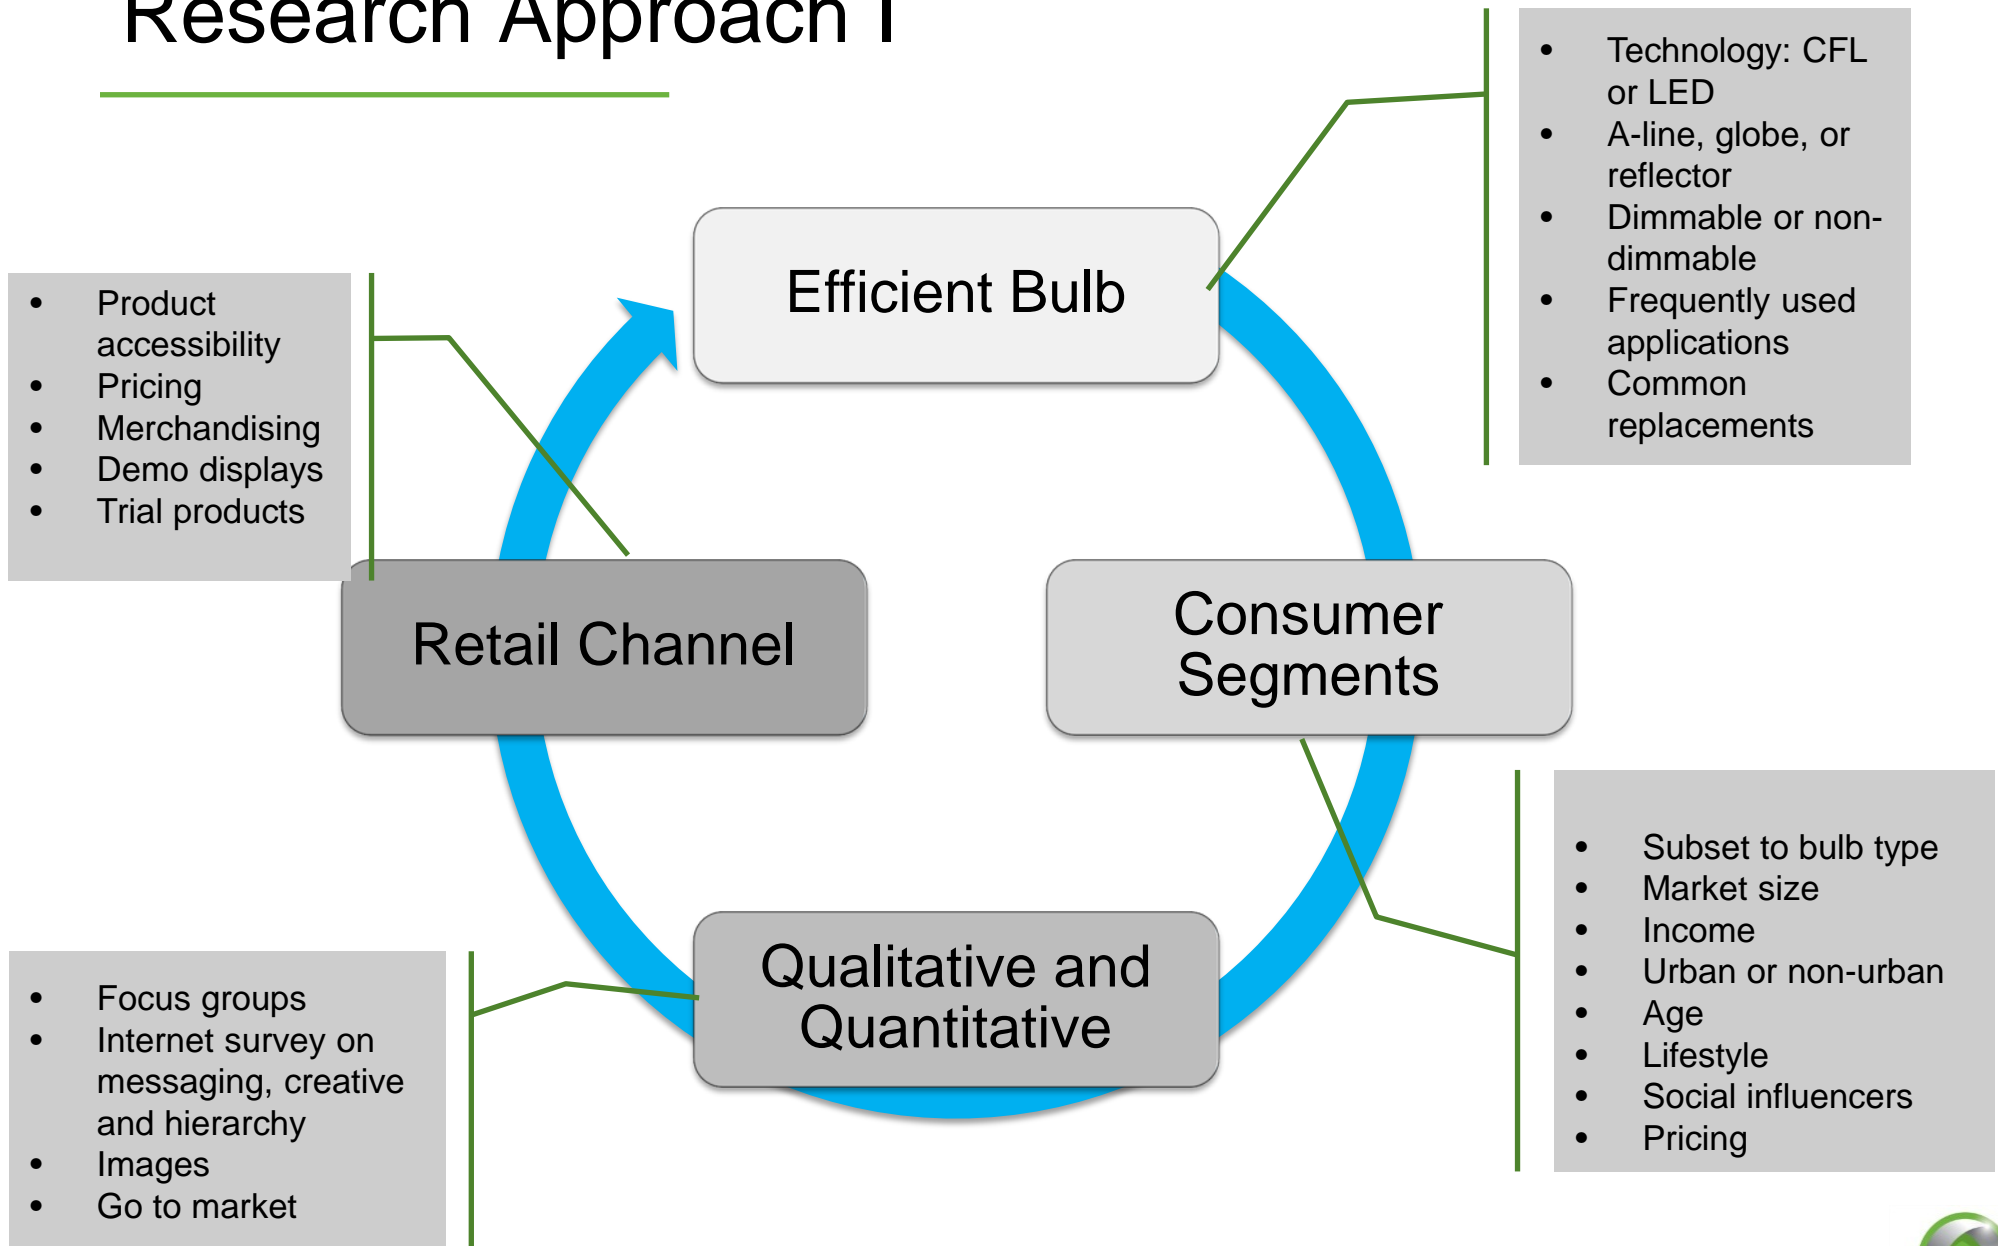 Research Approach I
• Technology: CFL
or LED
• A-line, globe, or
reflector
• Dimmable or non-
dimmable
• Frequently used
applications
• Common
replacements
Efficient Bulb
• Product
accessibility
• Pricing
• Merchandising
• Demo displays
• Trial products
Retail Channel
Consumer
Segments
• Subset to bulb type
• Market size
• Income
• Urban or non-urban
• Age
• Lifestyle
• Social influencers
• Pricing
Qualitative and
Quantitative
• Focus groups
• Internet survey on
messaging, creative
and hierarchy
• Images
• Go to market